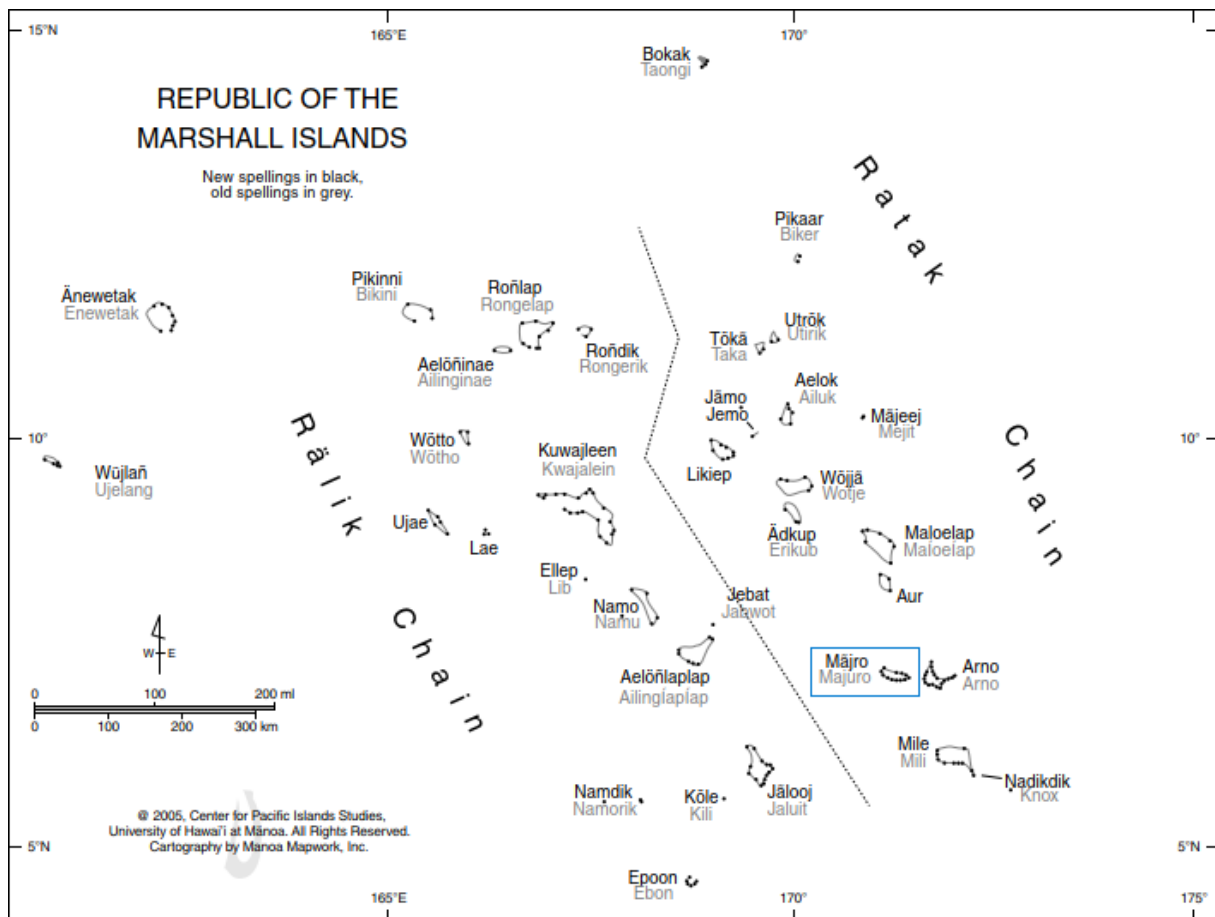 15°N
165°E
170°
Bokak
Taongi
REPUBLIC OF THE
MARSHALL ISLANDS
New spellings in black,
old spellings in grey.
Ratak
Chain
Pikaar
Biker
Änewetak
Enewetak
Pikinni
Bikini
Roñlap
Rongelap
Aelōñinae
Ailinginae
Roñdik
Rongerik
Tōkā
Taka
Utrōk
Utirik
Aelok
Ailuk
Jāmo
Jemo
Mājeej
Mejit
10°
10°
Rālik
Chain
Wōtto
Wōtho
Kuwajleen
Kwajalein
Likiep
Wōjjā
Wotje
Wūjlañ
Ujelang
Ujae
Lae
Ādkup
Erikub
Maloelap
Maloeļap
Ellep
Lib
Aur
Namo
Namu
Jebat
Jabwot
W
E
Aelōñlaplap
Ailingļapļap
Mājro
Majuro
Arno
Arno
0
100
200 ml
0
100
200
300 km
Mile
Mili
Nadikdik
Knox
Namdik
Namorik
Kōle
Kili
Jālooj
Jaluit
@ 2005, Center for Pacific Islands Studies,
University of Hawai'i at Mānoa. All Rights Reserved.
Cartography by Manoa Mapwork, Inc.
5°N
5°N
Epoon
Ebon
165°E
170°
175°